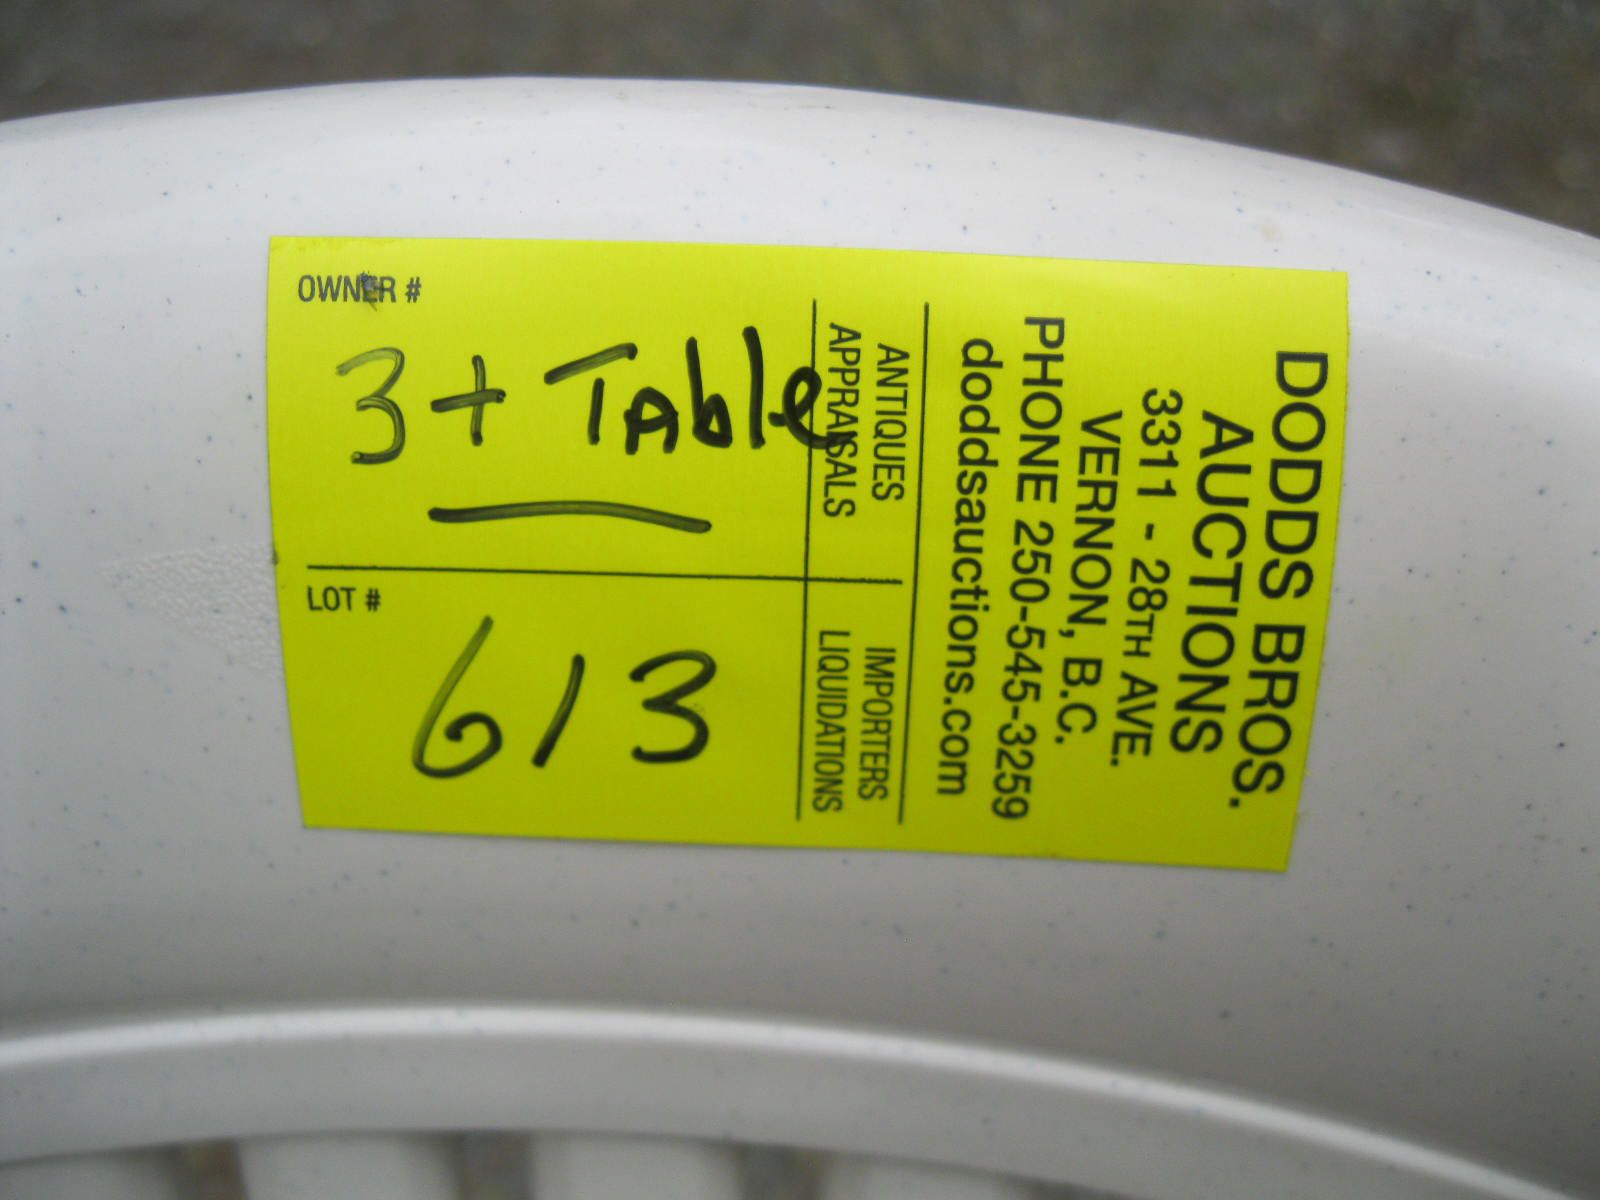 DODDS BROS.
AUCTIONS
3311 - 28TH AVE.
VERNON, B.C.
PHONE 250-545-3259
doddsauctions.com
ANTIQUES
APPRAISALS
IMPORTERS
LIQUIDATIONS
OWNER #
3 + TAble
LOT #
613